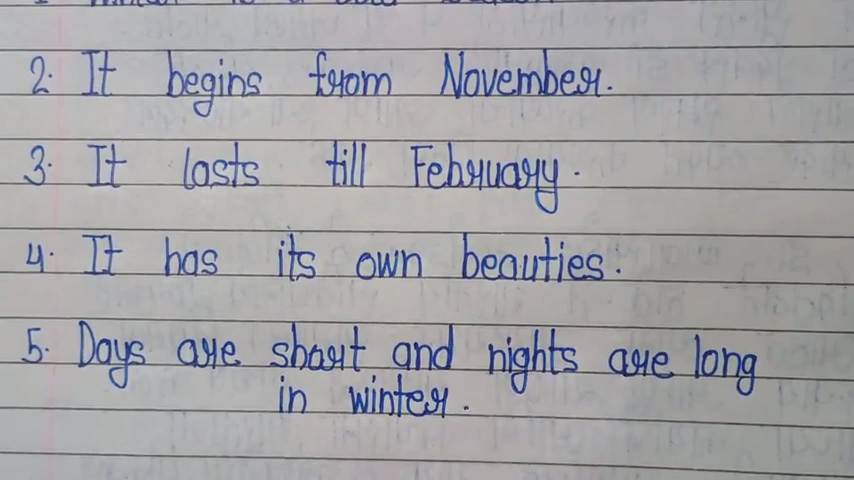 2. It begins from November.
3. It lasts till February.
4. It has its own beauties.
5. Days are short and nights are long
in winter.